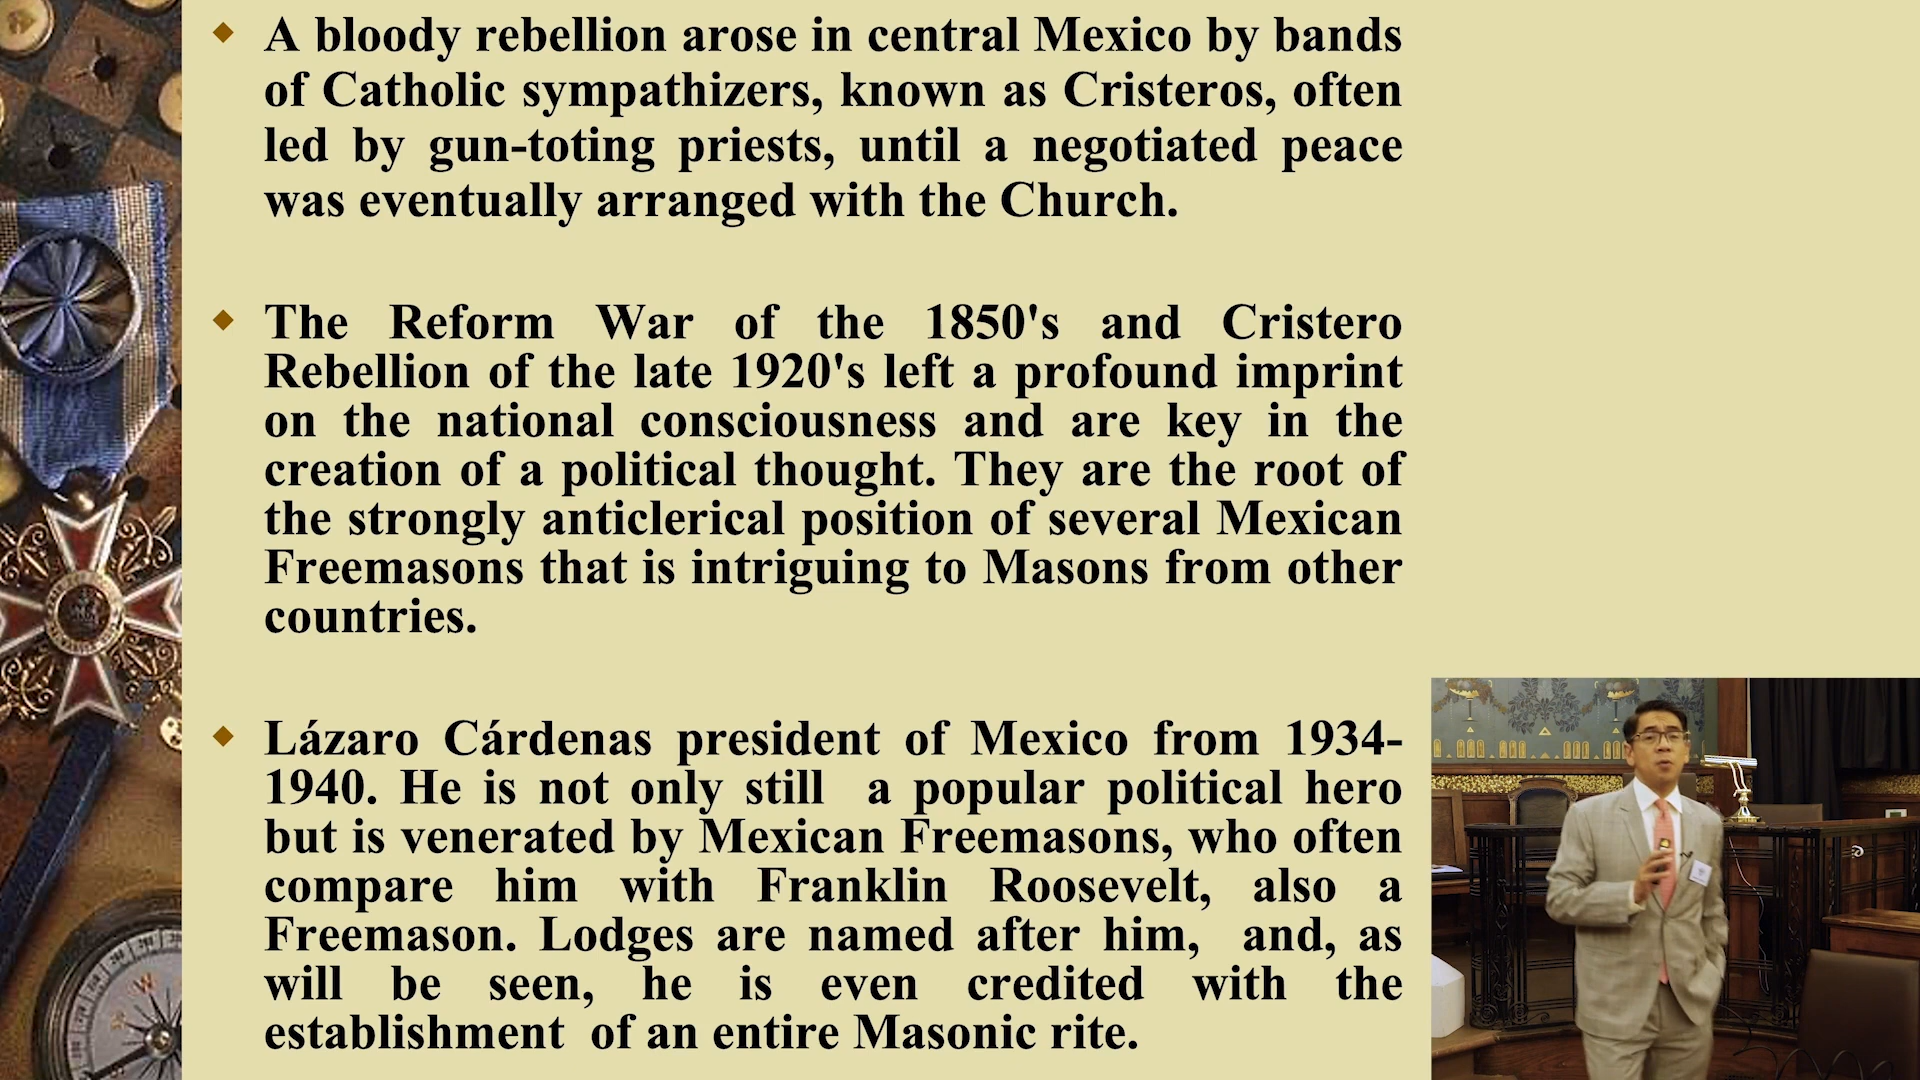 A bloody rebellion arose in central Mexico by bands
of Catholic sympathizers, known as Cristeros, often
led by gun-toting priests, until a negotiated peace
was eventually arranged with the Church.
The Reform War of the 1850's and Cristero
Rebellion of the late 1920's left a profound imprint
on the national consciousness and are key in the
creation of a political thought. They are the root of
the strongly anticlerical position of several Mexican
Freemasons that is intriguing to Masons from other
countries.
Lázaro Cárdenas president of Mexico from 1934-
1940. He is not only still a popular political hero
but is venerated by Mexican Freemasons, who often
compare him with Franklin Roosevelt, also a
Freemason. Lodges are named after him, and, as
will be seen, he is even credited with the
establishment of an entire Masonic rite.